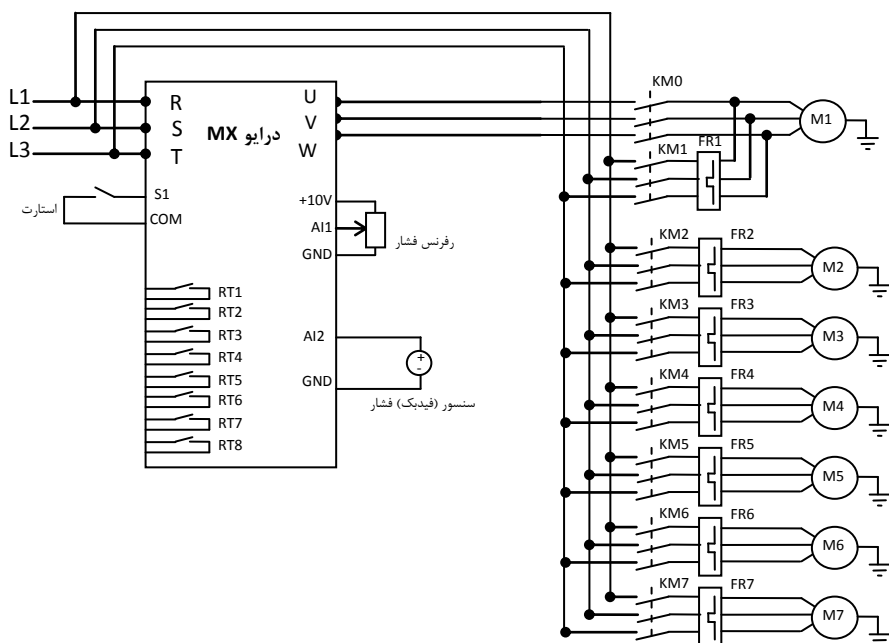 L1
L2
L3
R
S
T
درایو MX
U
V
W
S1
COM
استارت
+10V
AI1
GND
رفرنس فشار
AI2
GND
+
-
سنسور (فیدبک) فشار
RT1
RT2
RT3
RT4
RT5
RT6
RT7
RT8
KM0
M1
KM1
FR1
KM2
FR2
M2
KM3
FR3
M3
KM4
FR4
M4
KM5
FR5
M5
KM6
FR6
M6
KM7
FR7
M7